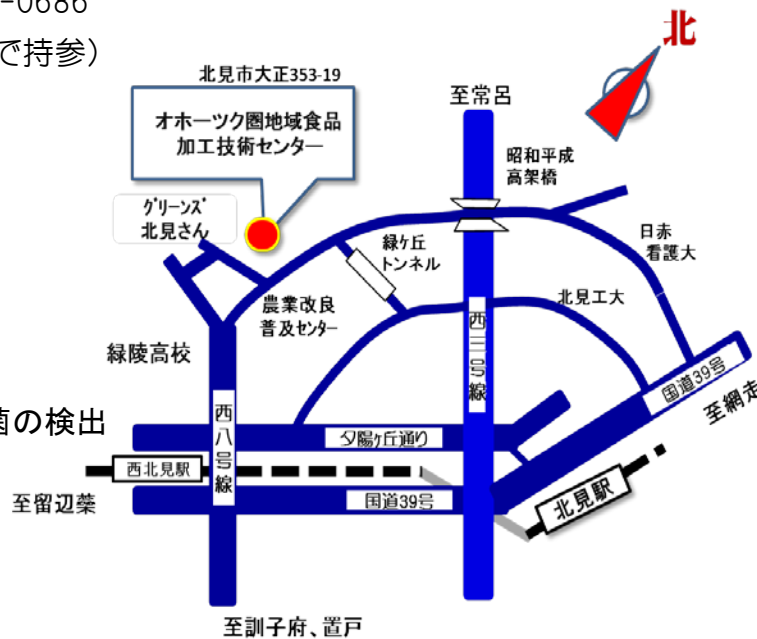 -0686
で持参）
北
北見市大正353-19
オホーツク圏地域食品
加工技術センター
至常呂
昭和平成
高架橋
グリーンズ
北見さん
緑ケ丘
トンネル
日赤
看護大
農業改良
普及センター
北見工大
緑陵高校
西三号線
国道39号
至網走
菌の検出
西八号線
夕陽ヶ丘通り
西北見駅
至留辺蘂
国道39号
北見駅
至訓子府、置戸